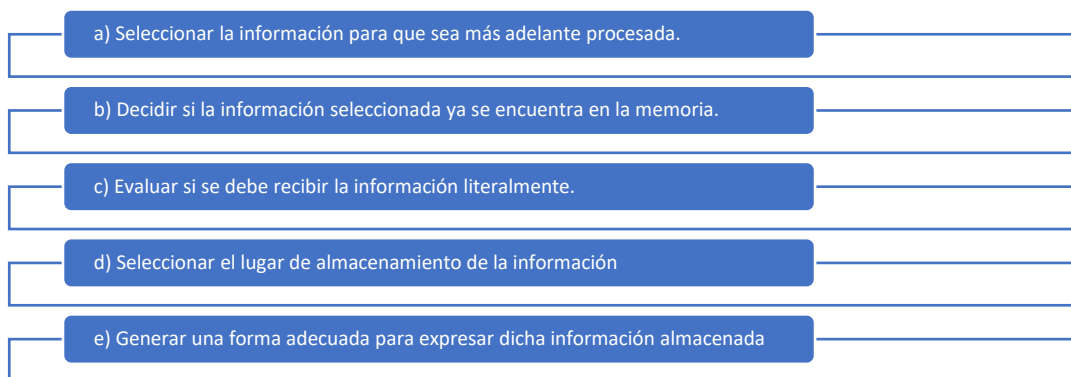 a) Seleccionar la información para que sea más adelante procesada.
b) Decidir si la información seleccionada ya se encuentra en la memoria.
c) Evaluar si se debe recibir la información literalmente.
d) Seleccionar el lugar de almacenamiento de la información
e) Generar una forma adecuada para expresar dicha información almacenada